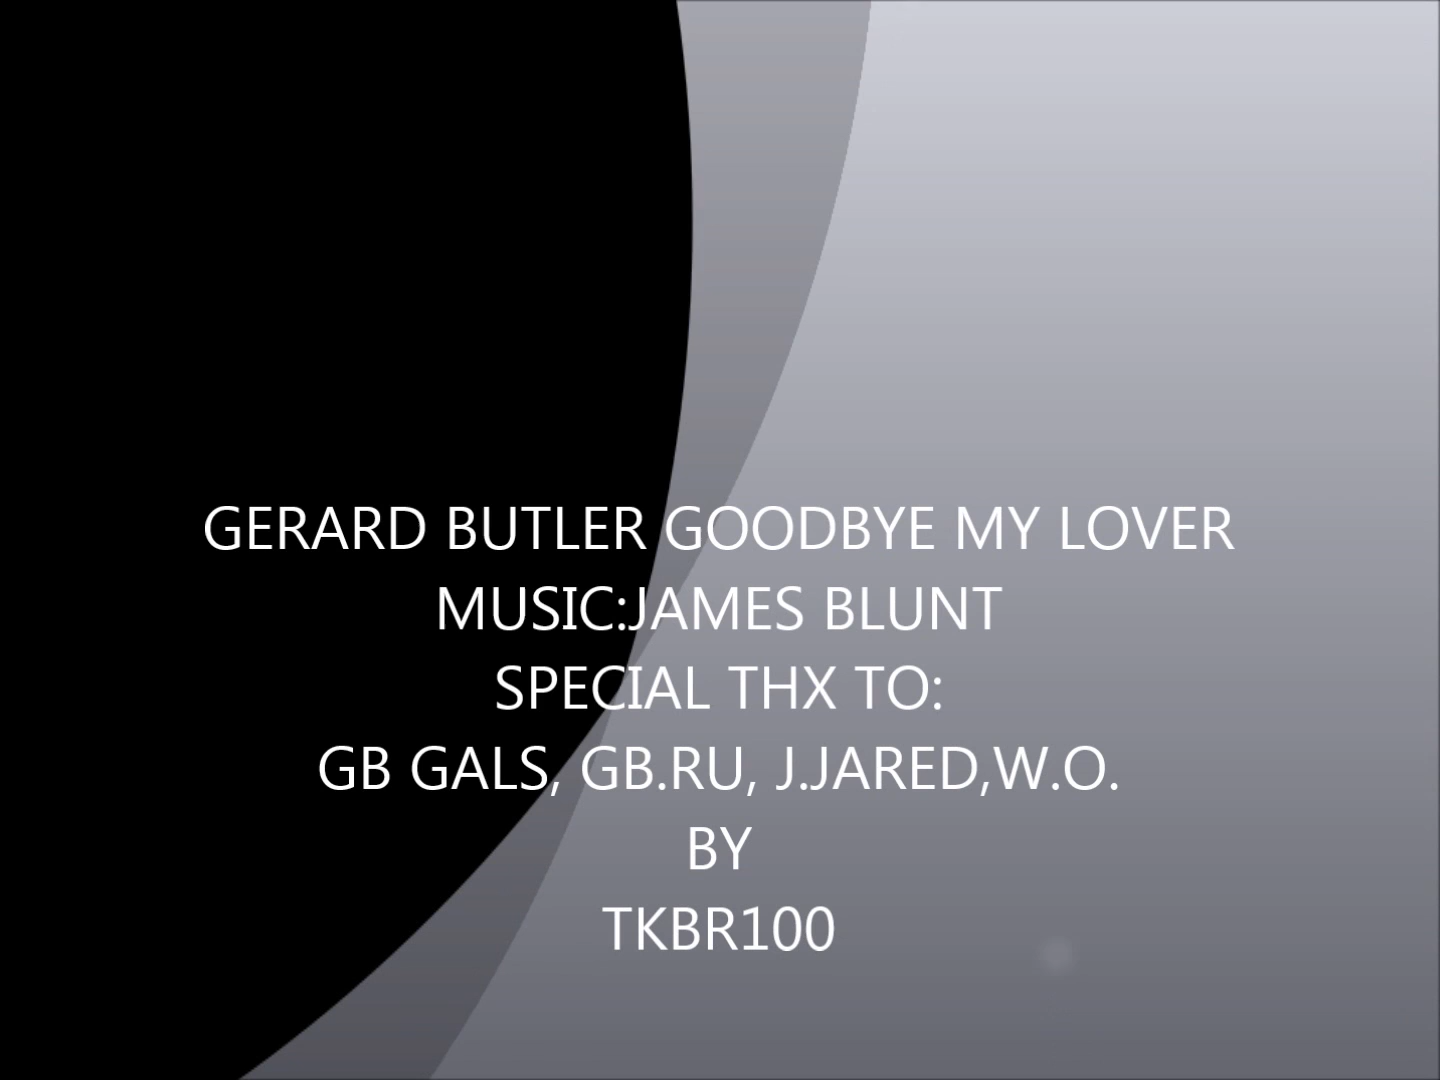 GERARD BUTLER GOODBYE MY LOVER
MUSIC:JAMES BLUNT
SPECIAL THX TO:
GB GALS, GB.RU, J.JARED,W.O.
BY
TKBR100